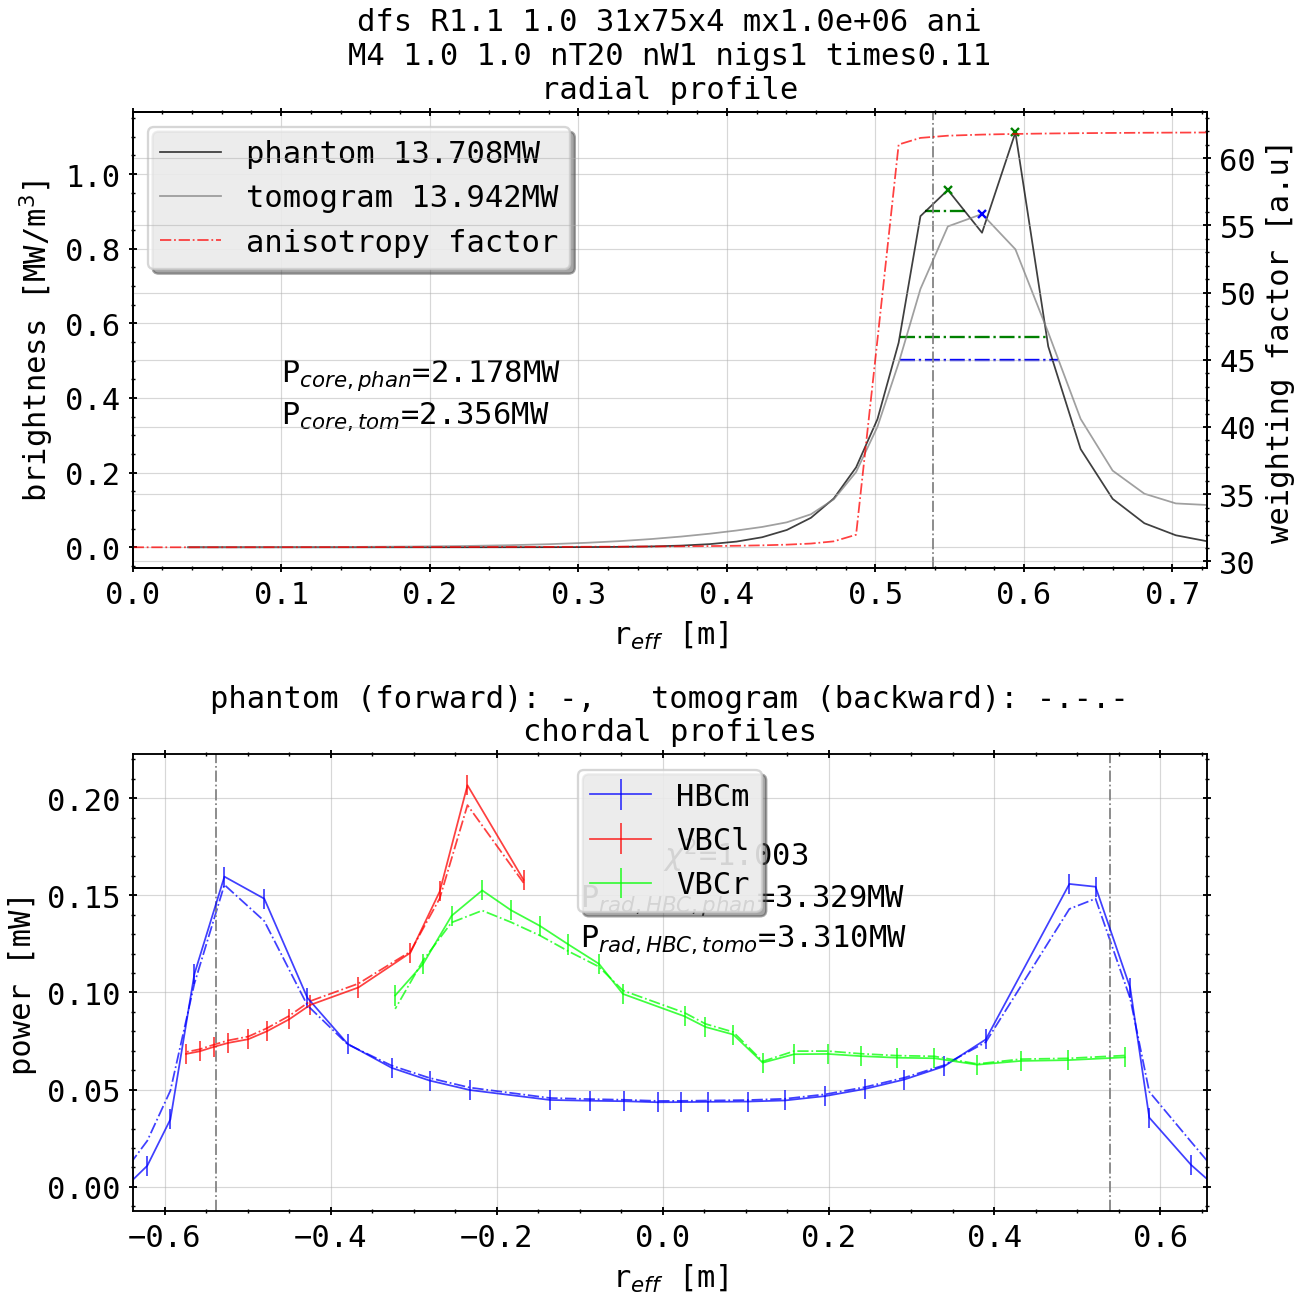 dfs R1.1 1.0 31x75x4 mx1.0e+06 ani
M4 1.0 1.0 nT20 nW1 nigs1 times0.11
radial profile
phantom 13.708MW
tomogram 13.942MW
anisotropy factor
P_core,phan=2.178MW
P_core,tom=2.356MW
brightness [MW/m³]
0.0 0.2 0.4 0.6 0.8 1.0
weighting factor [a.u]
30 35 40 45 50 55 60
0.0 0.1 0.2 0.3 0.4 0.5 0.6 0.7
r_eff [m]
phantom (forward): -,   tomogram (backward): -.-.-
chordal profiles
HBCm
VBCl
VBCr
=1.003
P_rad,HBC,phan=3.329MW
P_rad,HBC,tomo=3.310MW
power [mW]
0.00 0.05 0.10 0.15 0.20
−0.6 −0.4 −0.2 0.0 0.2 0.4 0.6
r_eff [m]